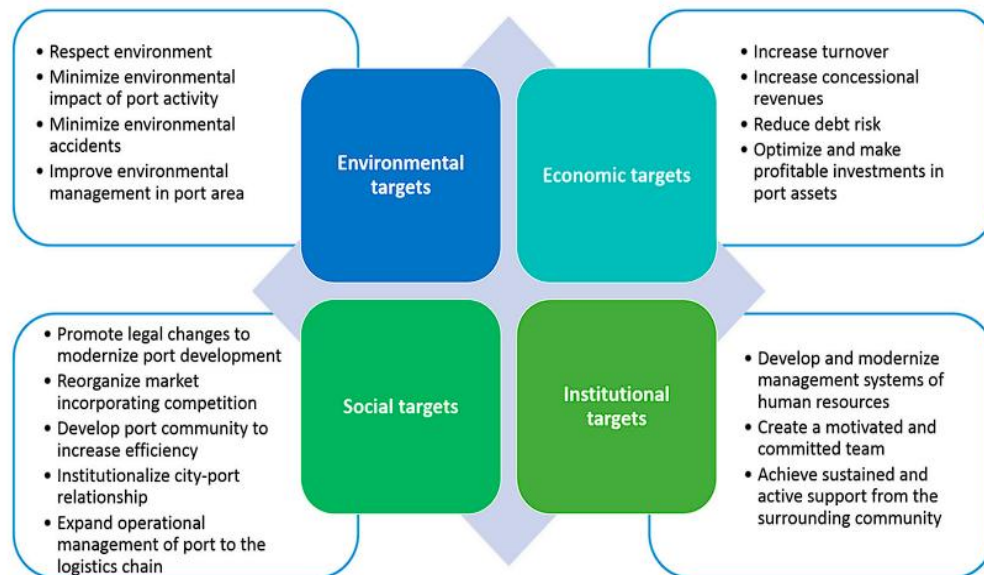 • Respect environment
• Minimize environmental
impact of port activity
• Minimize environmental
accidents
• Improve environmental
management in port area
Environmental
targets
Economic targets
• Increase turnover
• Increase concessional
revenues
• Reduce debt risk
• Optimize and make
profitable investments in
port assets
• Promote legal changes to
modernize port development
• Reorganize market
incorporating competition
• Develop port community to
increase efficiency
• Institutionalize city-port
relationship
• Expand operational
management of port to the
logistics chain
Social targets
Institutional
targets
• Develop and modernize
management systems of
human resources
• Create a motivated and
committed team
• Achieve sustained and
active support from the
surrounding community